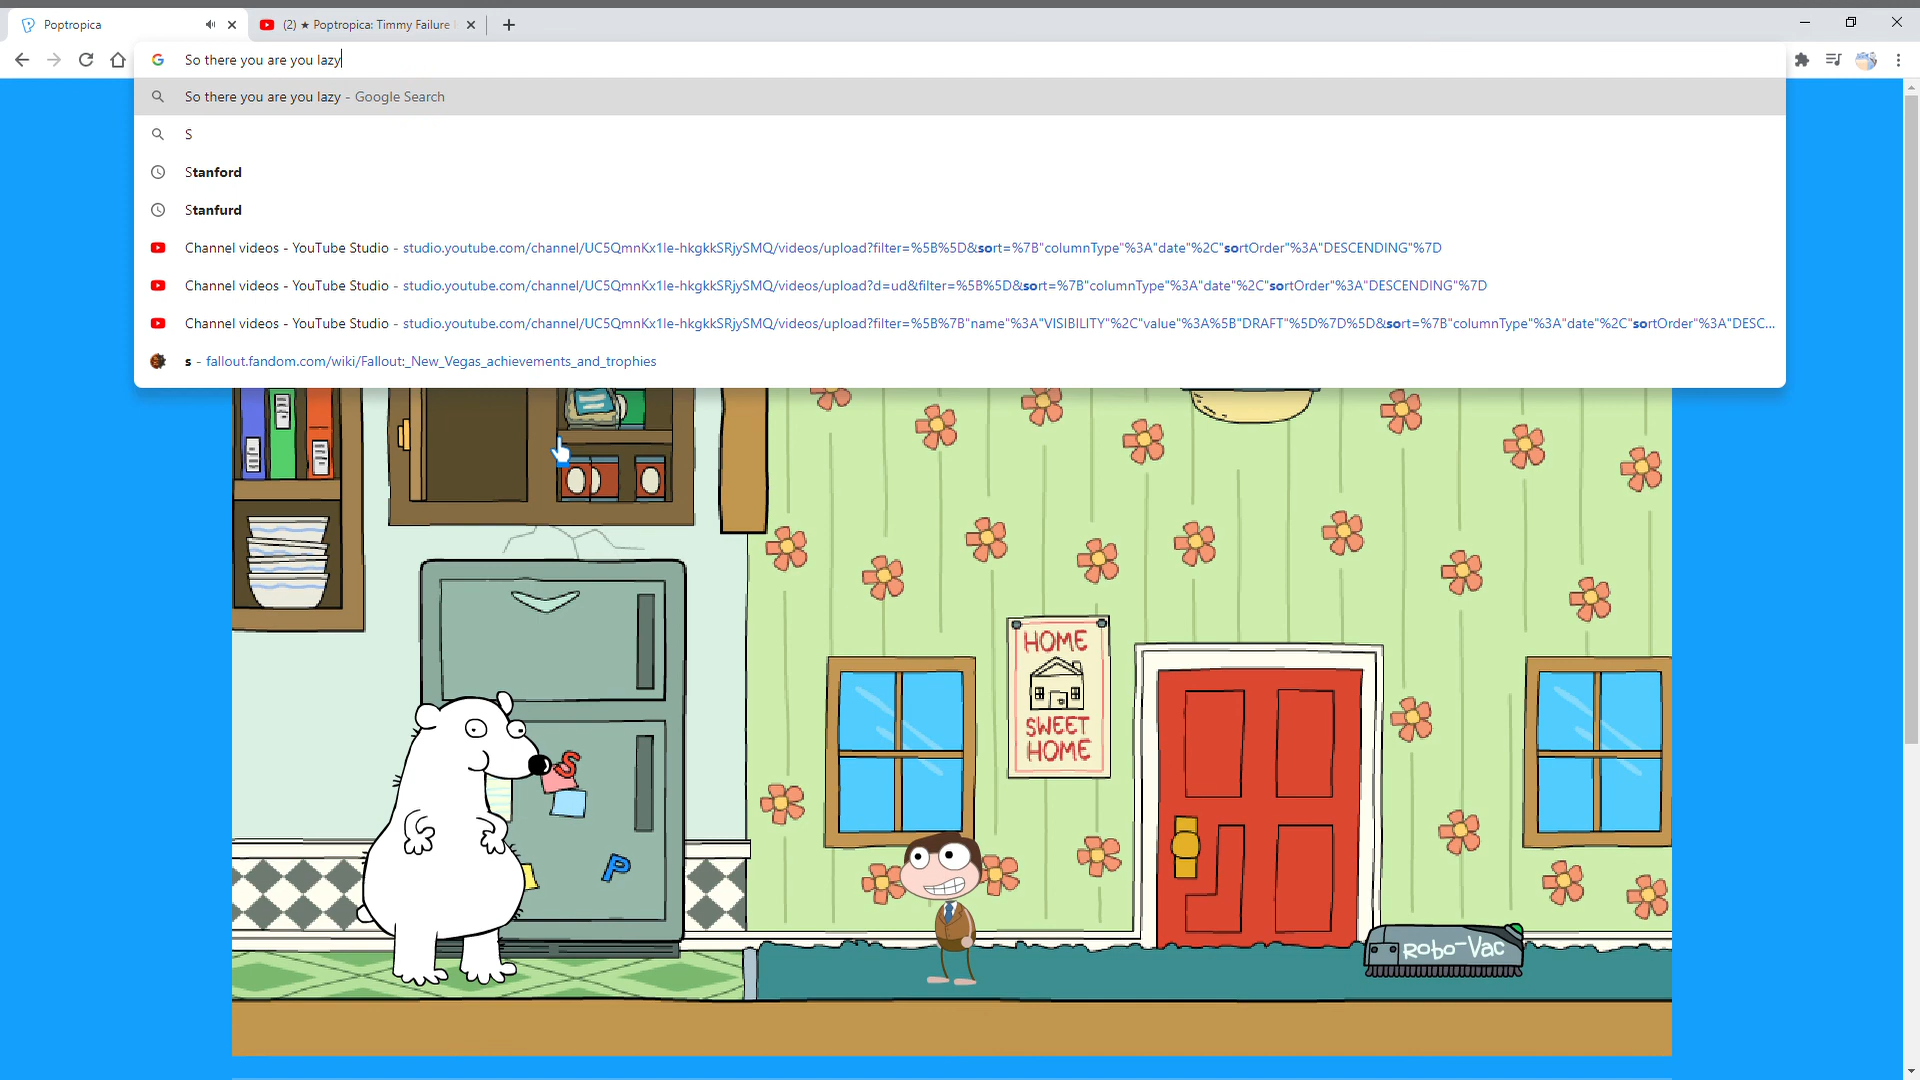 Poptropica
(2) ★ Poptropica: Timmy Failure
So there you are you lazy
So there you are you lazy - Google Search
S
Stanford
Stanfurd
Channel videos - YouTube Studio - studio.youtube.com/channel/UC5QmnKx1Ie-hkgkkSRjySMQ/videos/upload?filter=%5B%5D&sort=%7B"columnType"%3A"date"%2C"sortOrder"%3A"DESCENDING"%7D
Channel videos - YouTube Studio - studio.youtube.com/channel/UC5QmnKx1Ie-hkgkkSRjySMQ/videos/upload?d=ud&filter=%5B%5D&sort=%7B"columnType"%3A"date"%2C"sortOrder"%3A"DESCENDING"%7D
Channel videos - YouTube Studio - studio.youtube.com/channel/UC5QmnKx1Ie-hkgkkSRjySMQ/videos/upload?filter=%5B%7B"name"%3A"VISIBILITY"%2C"value"%3A%5B"DRAFT"%5D%7D%5D&sort=%7B"columnType"%3A"date"%2C"sortOrder"%3A"DESC...
s - fallout.fandom.com/wiki/Fallout:_New_Vegas_achievements_and_trophies
HOME
SWEET
HOME
S
P
ROBO-VAC